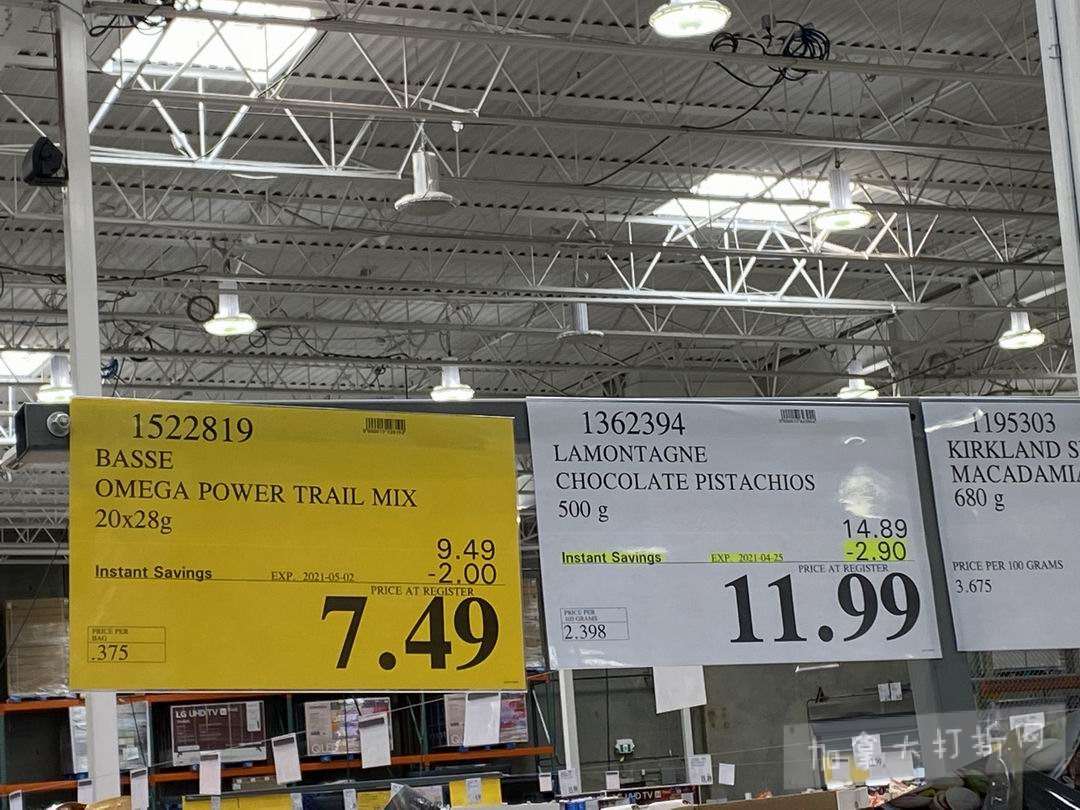 1522819
BASSE
OMEGA POWER TRAIL MIX
20x28g
9.49
Instant Savings EXP. 2021-05-02 -2.00
PRICE AT REGISTER
7.49
PRICE PER
BAG
.375
1362394
LAMONTAGNE
CHOCOLATE PISTACHIOS
500 g
14.89
Instant Savings EXP. 2021-04-25 -2.90
PRICE AT REGISTER
11.99
PRICE PER
100 GRAMS
2.398
1195303
KIRKLAND S
MACADAMIA
680 g
PRICE PER 100 GRAMS
3.675
LG UHD TV
加拿大打折网